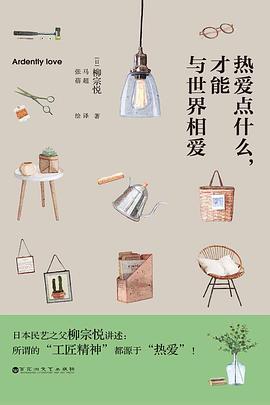 Ardently love
热爱点什么，
才能
与世界相爱
［日］柳宗悦 著
马超 译
张蓓 绘
日本民艺之父柳宗悦讲述：
所谓的“工匠精神”都源于“热爱”！
百花洲文艺出版社